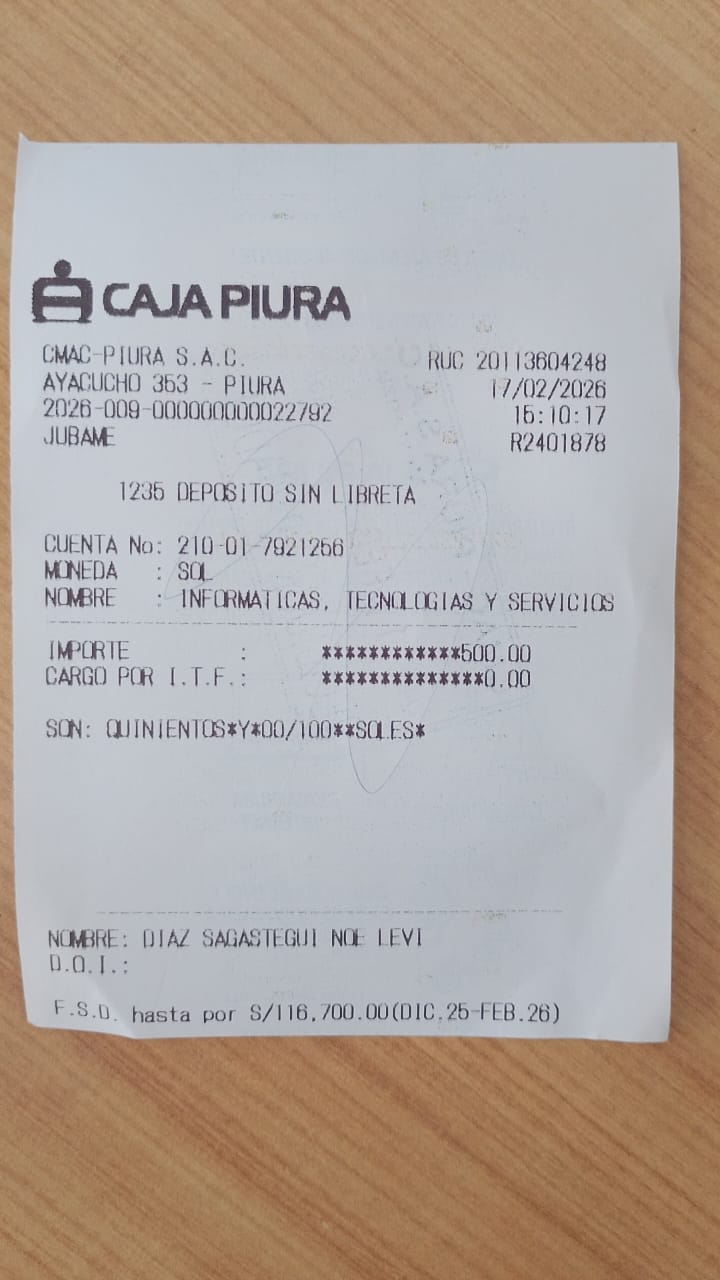 CAJA PIURA
CMAC-PIURA S.A.C. RUC 20113604248
AYACUCHO 353 - PIURA 17/02/2026
2026-009-000000000022792 15:10:17
JUBAME R2401878
1235 DEPOSITO SIN LIBRETA
CUENTA No: 210-01-7921256
MONEDA : SOL
NOMBRE : INFORMATICAS, TECNOLOGIAS Y SERVICIOS
IMPORTE : ************500.00
CARGO POR I.T.F.: **************0.00
SON: QUINIENTOS*Y*00/100**SOLES*
NOMBRE: DIAZ SAGASTEGUI NOE LEVI
D.O.I.:
F.S.D. hasta por S/116,700.00(DIC.25-FEB.26)